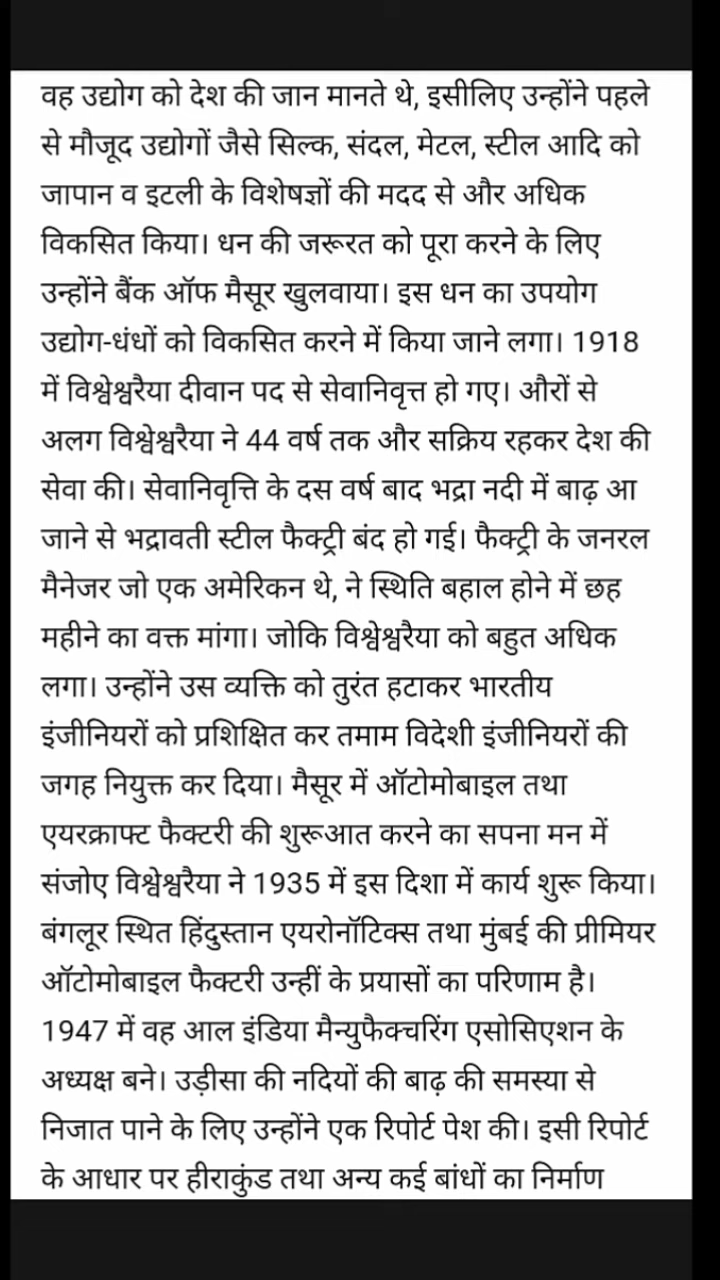 वह उद्योग को देश की जान मानते थे, इसीलिए उन्होंने पहले
से मौजूद उद्योगों जैसे सिल्क, संदल, मेटल, स्टील आदि को
जापान व इटली के विशेषज्ञों की मदद से और अधिक
विकसित किया। धन की जरूरत को पूरा करने के लिए
उन्होंने बैंक ऑफ मैसूर खुलवाया। इस धन का उपयोग
उद्योग-धंधों को विकसित करने में किया जाने लगा। 1918
में विश्वेश्वरैया दीवान पद से सेवानिवृत्त हो गए। औरों से
अलग विश्वेश्वरैया ने 44 वर्ष तक और सक्रिय रहकर देश की
सेवा की। सेवानिवृत्ति के दस वर्ष बाद भद्रा नदी में बाढ़ आ
जाने से भद्रावती स्टील फैक्ट्री बंद हो गई। फैक्ट्री के जनरल
मैनेजर जो एक अमेरिकन थे, ने स्थिति बहाल होने में छह
महीने का वक्त मांगा। जोकि विश्वेश्वरैया को बहुत अधिक
लगा। उन्होंने उस व्यक्ति को तुरंत हटाकर भारतीय
इंजीनियरों को प्रशिक्षित कर तमाम विदेशी इंजीनियरों की
जगह नियुक्त कर दिया। मैसूर में ऑटोमोबाइल तथा
एयरक्राफ्ट फैक्टरी की शुरूआत करने का सपना मन में
संजोए विश्वेश्वरैया ने 1935 में इस दिशा में कार्य शुरू किया।
बंगलूर स्थित हिंदुस्तान एयरोनॉटिक्स तथा मुंबई की प्रीमियर
ऑटोमोबाइल फैक्टरी उन्हीं के प्रयासों का परिणाम है।
1947 में वह आल इंडिया मैन्युफैक्चरिंग एसोसिएशन के
अध्यक्ष बने। उड़ीसा की नदियों की बाढ़ की समस्या से
निजात पाने के लिए उन्होंने एक रिपोर्ट पेश की। इसी रिपोर्ट
के आधार पर हीराकुंड तथा अन्य कई बांधों का निर्माण